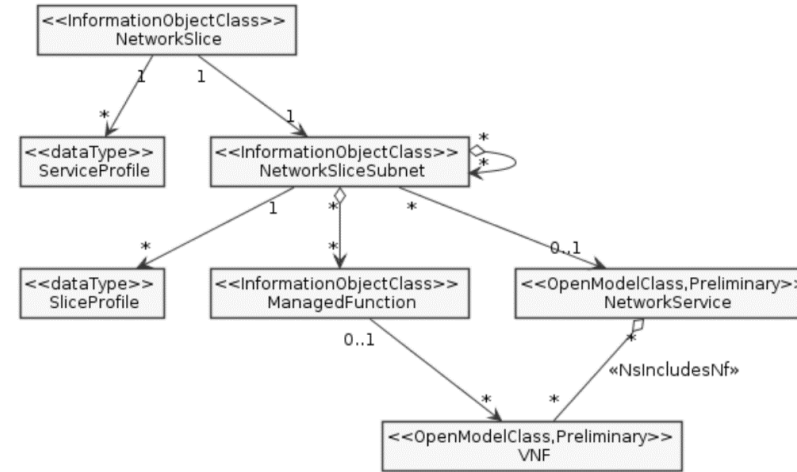 <<InformationObjectClass>>
NetworkSlice
1
1
*
1
<<dataType>>
ServiceProfile
<<InformationObjectClass>>
NetworkSliceSubnet
*
*
1
*
*
*
*
0..1
<<dataType>>
SliceProfile
<<InformationObjectClass>>
ManagedFunction
<<OpenModelClass,Preliminary>>
NetworkService
0..1
*
«NsIncludesNf»
*
*
<<OpenModelClass,Preliminary>>
VNF